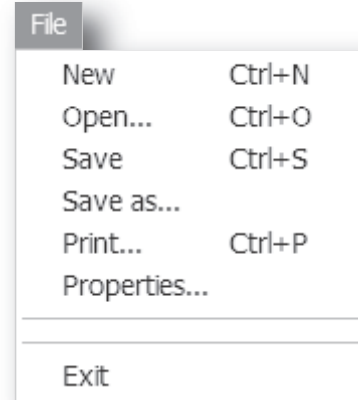 File
New Ctrl+N
Open... Ctrl+O
Save Ctrl+S
Save as...
Print... Ctrl+P
Properties...
Exit